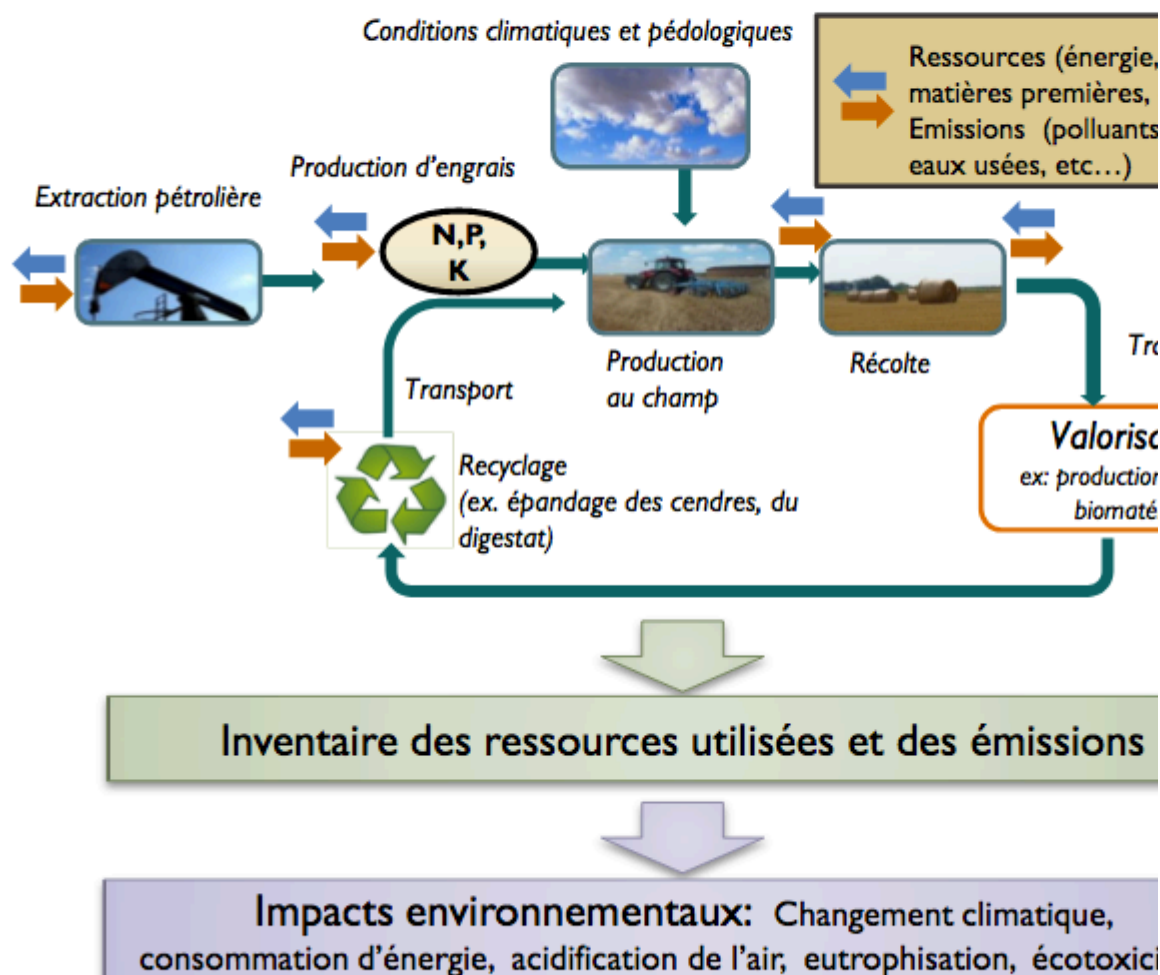 Conditions climatiques et pédologiques
Ressources (énergie,
matières premières,
Emissions (polluants
eaux usées, etc…)
Production d'engrais
Extraction pétrolière
N,P,
K
Production
au champ
Récolte
Transport
Recyclage
(ex. épandage des cendres, du
digestat)
ex: production
Inventaire des ressources utilisées et des émissions
Impacts environnementaux: Changement climatique,
consommation d'énergie, acidification de l'air, eutrophisation,